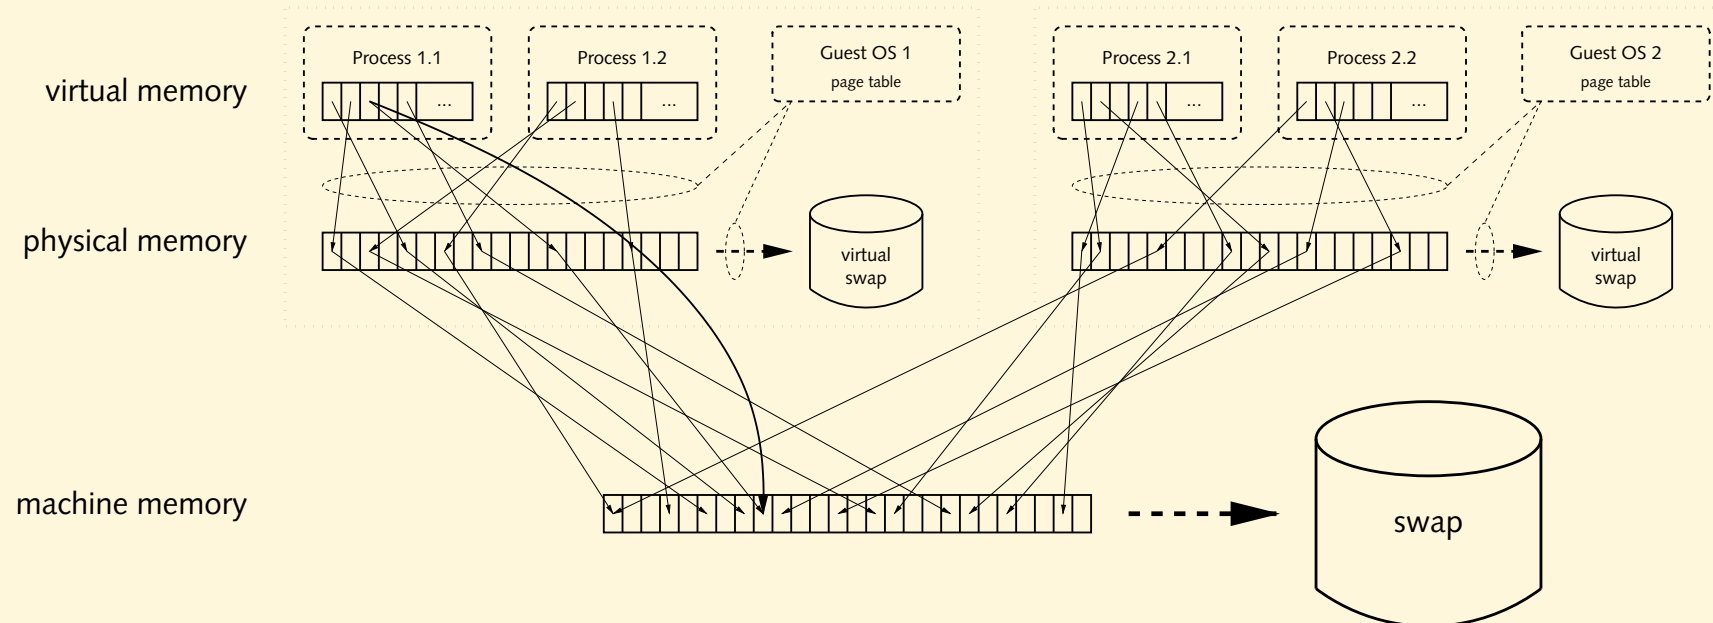 Process 1.1
Process 1.2
Guest OS 1
page table
Process 2.1
Process 2.2
Guest OS 2
page table
virtual memory
...
...
...
...
physical memory
virtual
swap
virtual
swap
machine memory
swap